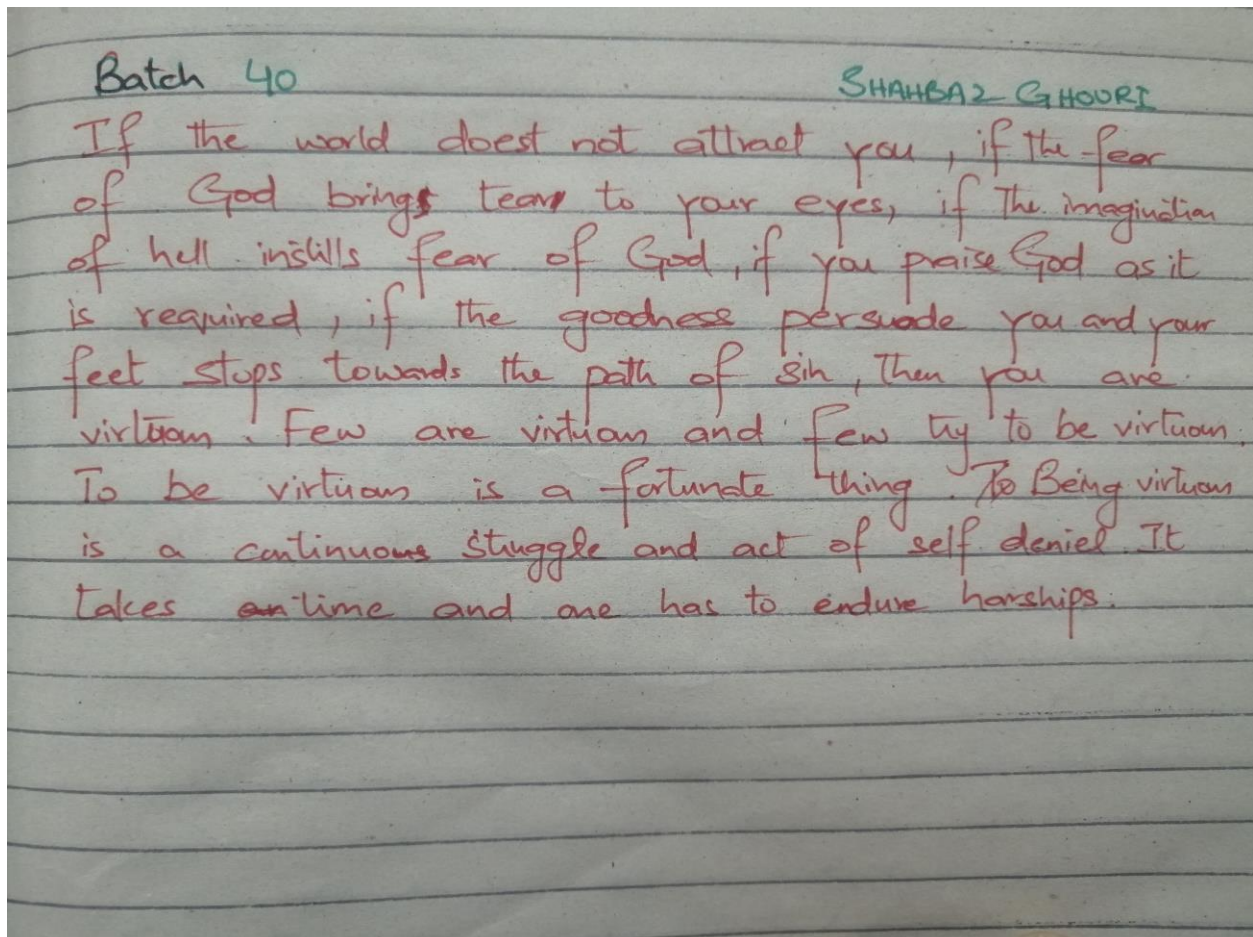 Batch 40 SHAHBAZ GHOURI
If the world doest not attract you, if the fear
of God brings tears to your eyes, if The imagination
of hell instills fear of God, if you praise God as it
is required, if the goodness persuade you and your
feet stops towards the path of sin, Then you are
virtuous. Few are virtuous and few try to be virtuous.
To be virtuous is a fortunate thing. To Being virtuous
is a continuous struggle and act of self deniel. It
takes time and one has to endure harships.